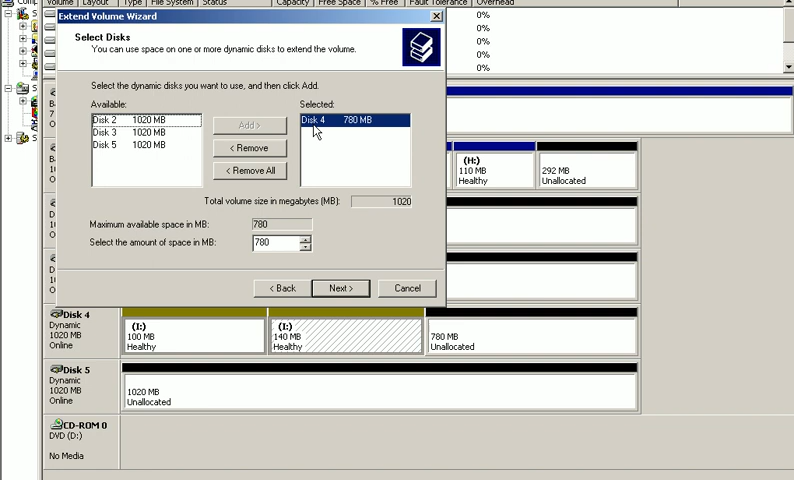 Volume Layout Type File System Status Capacity Free Space % Free Fault Tolerance Overhead
Extend Volume Wizard
0%
0%
0%
0%
0%
Select Disks
You can use space on one or more dynamic disks to extend the volume.
Select the dynamic disks you want to use, and then click Add.
Available:
Selected:
Disk 2 1020 MB
Disk 3 1020 MB
Disk 5 1020 MB
Add >
< Remove
< Remove All
Disk 4 780 MB
Total volume size in megabytes (MB): 1020
Maximum available space in MB: 780
Select the amount of space in MB: 780
< Back
Next >
Cancel
(H:)
110 MB
Healthy
292 MB
Unallocated
Disk 4
Dynamic
1020 MB
Online
(I:)
100 MB
Healthy
(I:)
140 MB
Healthy
780 MB
Unallocated
Disk 5
Dynamic
1020 MB
Online
1020 MB
Unallocated
CD-ROM 0
DVD (D:)
No Media